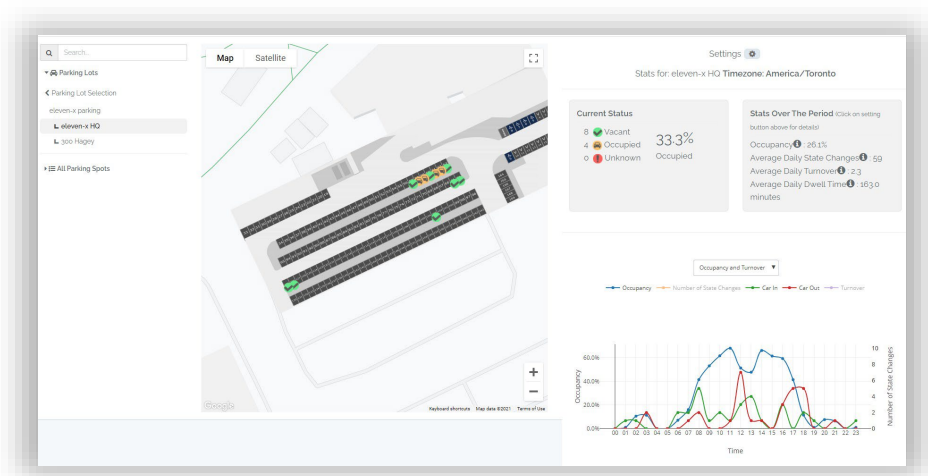 Search...
Parking Lots
Parking Lot Selection
eleven-x parking
eleven-x HQ
300 Hagey
All Parking Spots
Map Satellite
Google
Keyboard shortcuts Map data ©2021 Terms of Use
Settings
Stats for: eleven-x HQ Timezone: America/Toronto
Current Status
8 Vacant
4 Occupied
0 Unknown
33.3%
Occupied
Stats Over The Period (Click on setting
button above for details)
Occupancy : 26.1%
Average Daily State Changes : 59
Average Daily Turnover : 2.3
Average Daily Dwell Time : 163.0
minutes
Occupancy and Turnover
Occupancy Number of State Changes Car In Car Out Turnover
60.0%
40.0%
20.0%
0.0%
Occupancy
10
8
6
4
2
0
Number of State Changes
00 01 02 03 04 05 06 07 08 09 10 11 12 13 14 15 16 17 18 19 20 21 22 23
Time